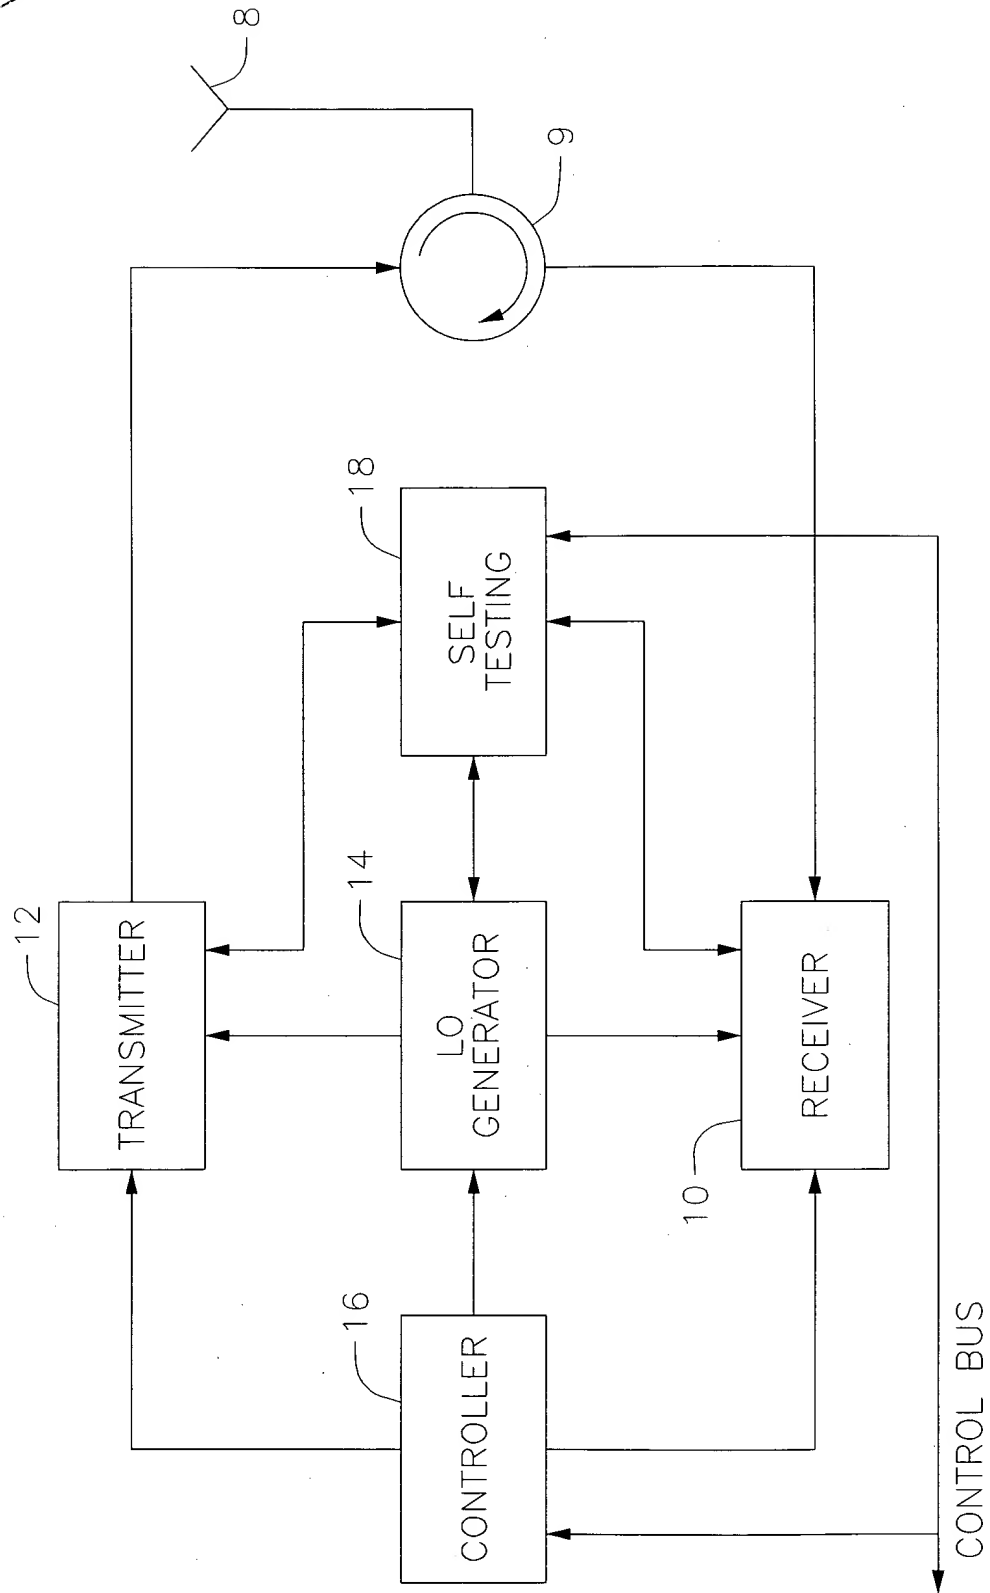 12
TRANSMITTER
8
9
16
CONTROLLER
14
LO
GENERATOR
18
SELF
TESTING
10
RECEIVER
CONTROL BUS